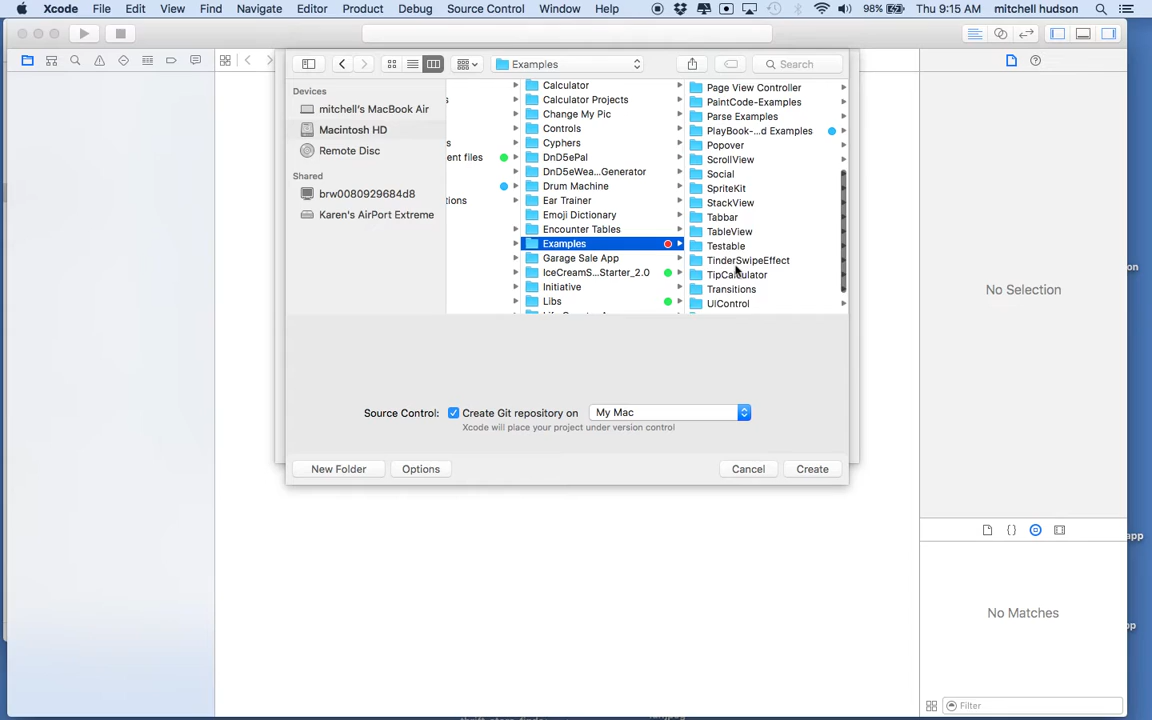 Xcode File Edit View Find Navigate Editor Product Debug Source Control Window Help 98% Thu 9:15 AM mitchell hudson
Examples
Search
Devices
mitchell's MacBook Air
Macintosh HD
Remote Disc
Shared
brw0080929684d8
Karen's AirPort Extreme
s
s
ent files
tions
Calculator
Calculator Projects
Change My Pic
Controls
Cyphers
DnD5ePal
DnD5eWea...Generator
Drum Machine
Ear Trainer
Emoji Dictionary
Encounter Tables
Examples
Garage Sale App
IceCreamS...Starter_2.0
Initiative
Libs
Page View Controller
PaintCode-Examples
Parse Examples
PlayBook-...d Examples
Popover
ScrollView
Social
SpriteKit
StackView
Tabbar
TableView
Testable
TinderSwipeEffect
TipCalculator
Transitions
UIControl
Source Control: Create Git repository on My Mac
Xcode will place your project under version control
New Folder Options Cancel Create
No Selection
No Matches
Filter
on
app